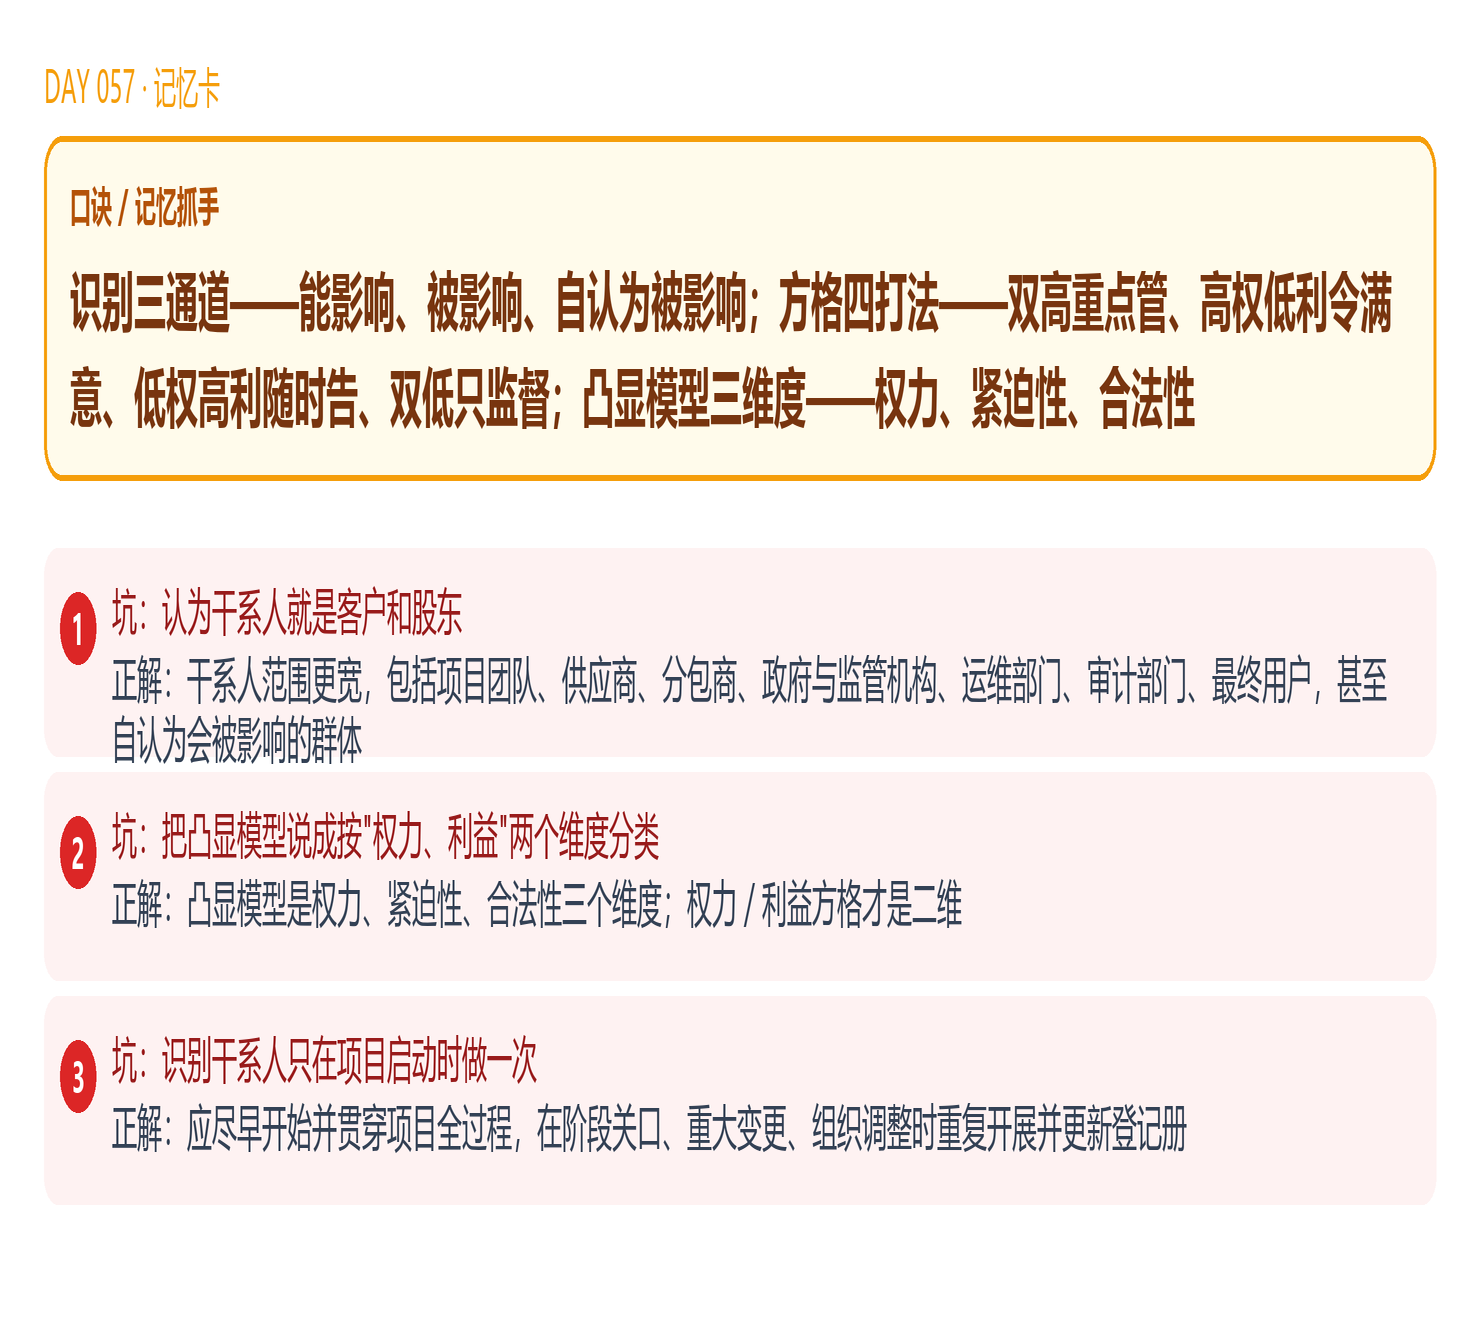 DAY 057 · 记忆卡
口诀 / 记忆抓手
识别三通道——能影响、被影响、自认为被影响；方格四打法——双高重点管、高权低利令满
意、低权高利随时告、双低只监督；凸显模型三维度——权力、紧迫性、合法性
1
坑：认为干系人就是客户和股东
正解：干系人范围更宽，包括项目团队、供应商、分包商、政府与监管机构、运维部门、审计部门、最终用户，甚至
自认为会被影响的群体
2
坑：把凸显模型说成按"权力、利益"两个维度分类
正解：凸显模型是权力、紧迫性、合法性三个维度；权力 / 利益方格才是二维
3
坑：识别干系人只在项目启动时做一次
正解：应尽早开始并贯穿项目全过程，在阶段关口、重大变更、组织调整时重复开展并更新登记册